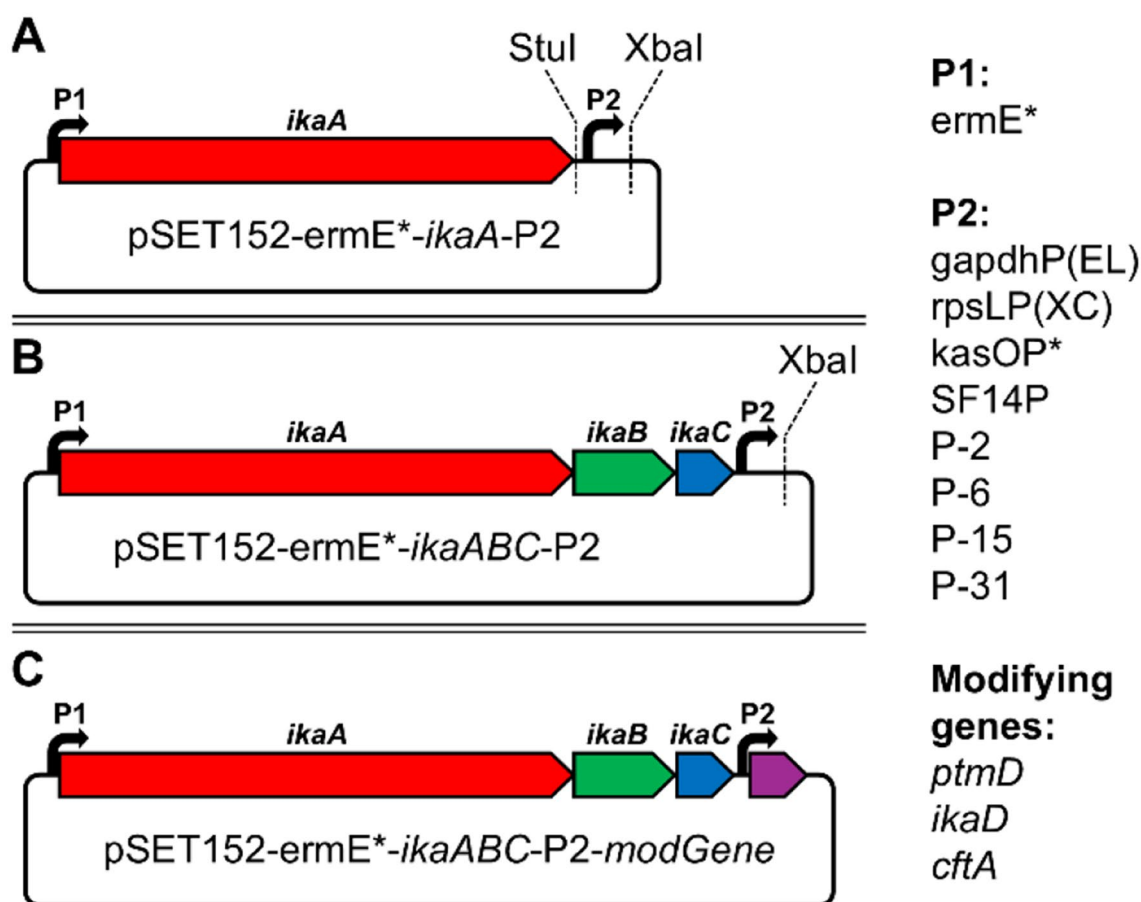 A
StuI XbaI
P1 ikaA P2
pSET152-ermE*-ikaA-P2
B
XbaI
P1 ikaA ikaB ikaC P2
pSET152-ermE*-ikaABC-P2
C
P1 ikaA ikaB ikaC P2
pSET152-ermE*-ikaABC-P2-modGene
P1:
ermE*
P2:
gapdhP(EL)
rpsLP(XC)
kasOP*
SF14P
P-2
P-6
P-15
P-31
Modifying
genes:
ptmD
ikaD
cftA